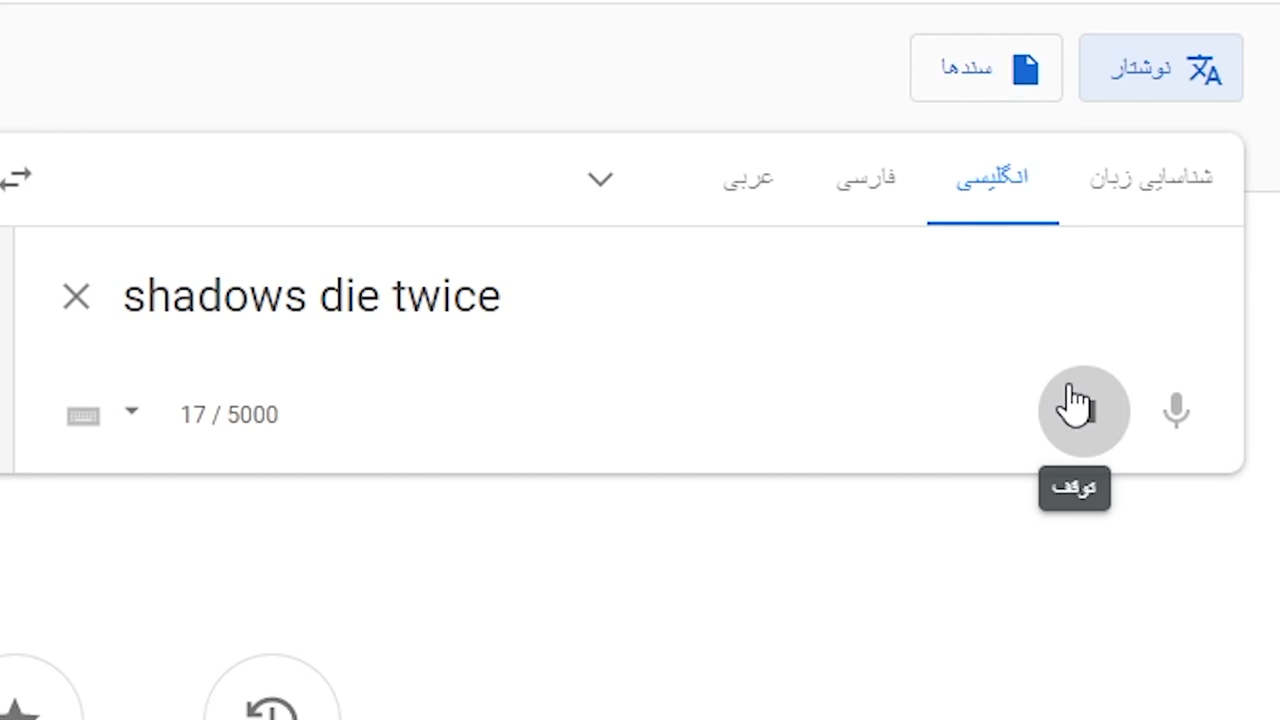 نوشتار
سندها
شناسایی زبان
انگلیسی
فارسی
عربی
shadows die twice
17 / 5000
توقف